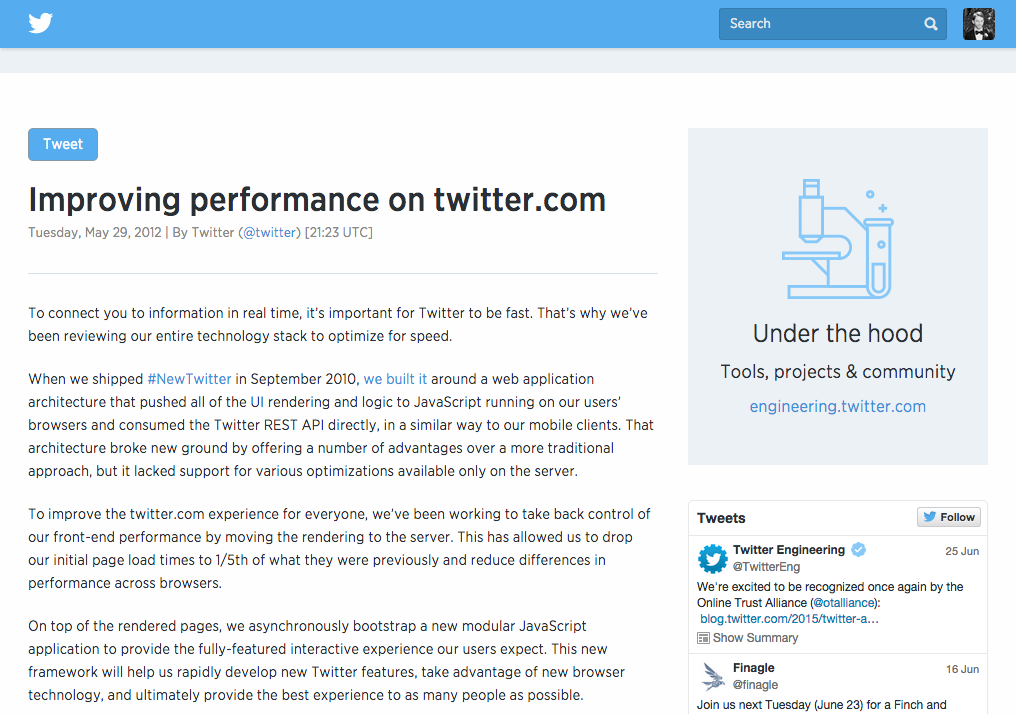 Search
Tweet
Improving performance on twitter.com
Tuesday, May 29, 2012 | By Twitter (@twitter) [21:23 UTC]
To connect you to information in real time, it's important for Twitter to be fast. That's why we've
been reviewing our entire technology stack to optimize for speed.
When we shipped #NewTwitter in September 2010, we built it around a web application
architecture that pushed all of the UI rendering and logic to JavaScript running on our users'
browsers and consumed the Twitter REST API directly, in a similar way to our mobile clients. That
architecture broke new ground by offering a number of advantages over a more traditional
approach, but it lacked support for various optimizations available only on the server.
To improve the twitter.com experience for everyone, we've been working to take back control of
our front-end performance by moving the rendering to the server. This has allowed us to drop
our initial page load times to 1/5th of what they were previously and reduce differences in
performance across browsers.
On top of the rendered pages, we asynchronously bootstrap a new modular JavaScript
application to provide the fully-featured interactive experience our users expect. This new
framework will help us rapidly develop new Twitter features, take advantage of new browser
technology, and ultimately provide the best experience to as many people as possible.
Under the hood
Tools, projects & community
engineering.twitter.com
Tweets
Follow
Twitter Engineering
25 Jun
@TwitterEng
We're excited to be recognized once again by the
Online Trust Alliance (@otalliance):
blog.twitter.com/2015/twitter-a...
Show Summary
Finagle
16 Jun
@finagle
Join us next Tuesday (June 23) for a Finch and